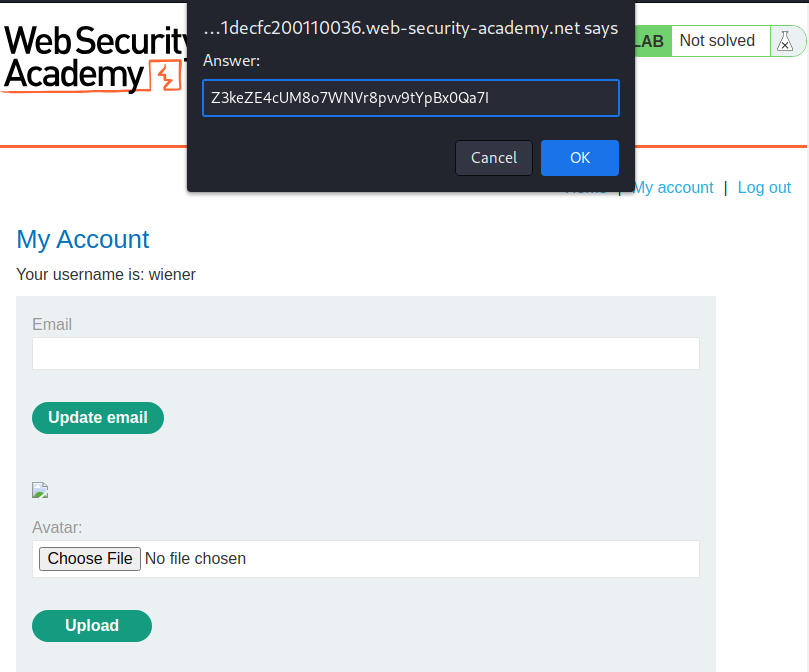 Web Security
Academy
…1decfc200110036.web-security-academy.net says
Answer:
Z3keZE4cUM8o7WNVr8pvv9tYpBx0Qa7I
Cancel
OK
LAB
Not solved
Home | My account | Log out
My Account
Your username is: wiener
Email
Update email
Avatar:
Choose File No file chosen
Upload